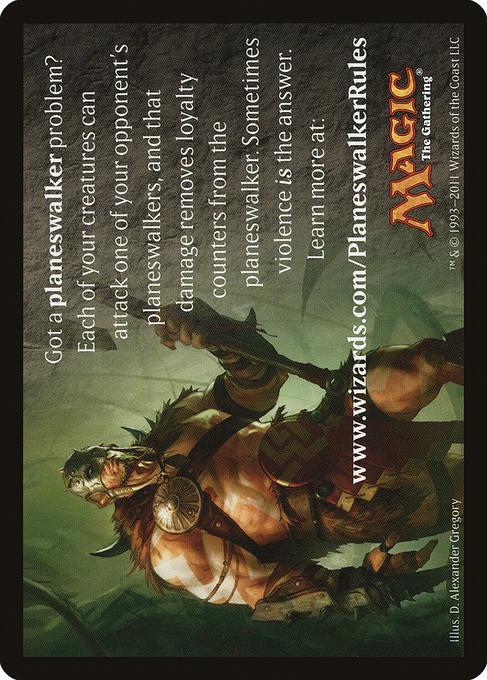 Got a planeswalker problem?
Each of your creatures can
attack one of your opponent's
planeswalkers, and that
damage removes loyalty
counters from the
planeswalker. Sometimes
violence is the answer.
Learn more at:
www.wizards.com/PlaneswalkerRules
MAGIC
The Gathering®
Illus. D. Alexander Gregory
™ & © 1993–2011 Wizards of the Coast LLC